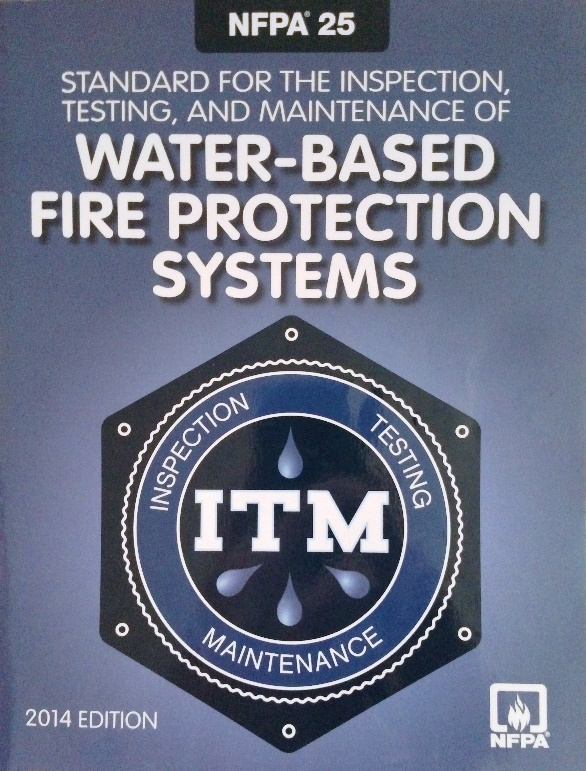 NFPA® 25
STANDARD FOR THE INSPECTION,
TESTING, AND MAINTENANCE OF
WATER-BASED
FIRE PROTECTION
SYSTEMS
INSPECTION
TESTING
ITM
MAINTENANCE
2014 EDITION
NFPA®